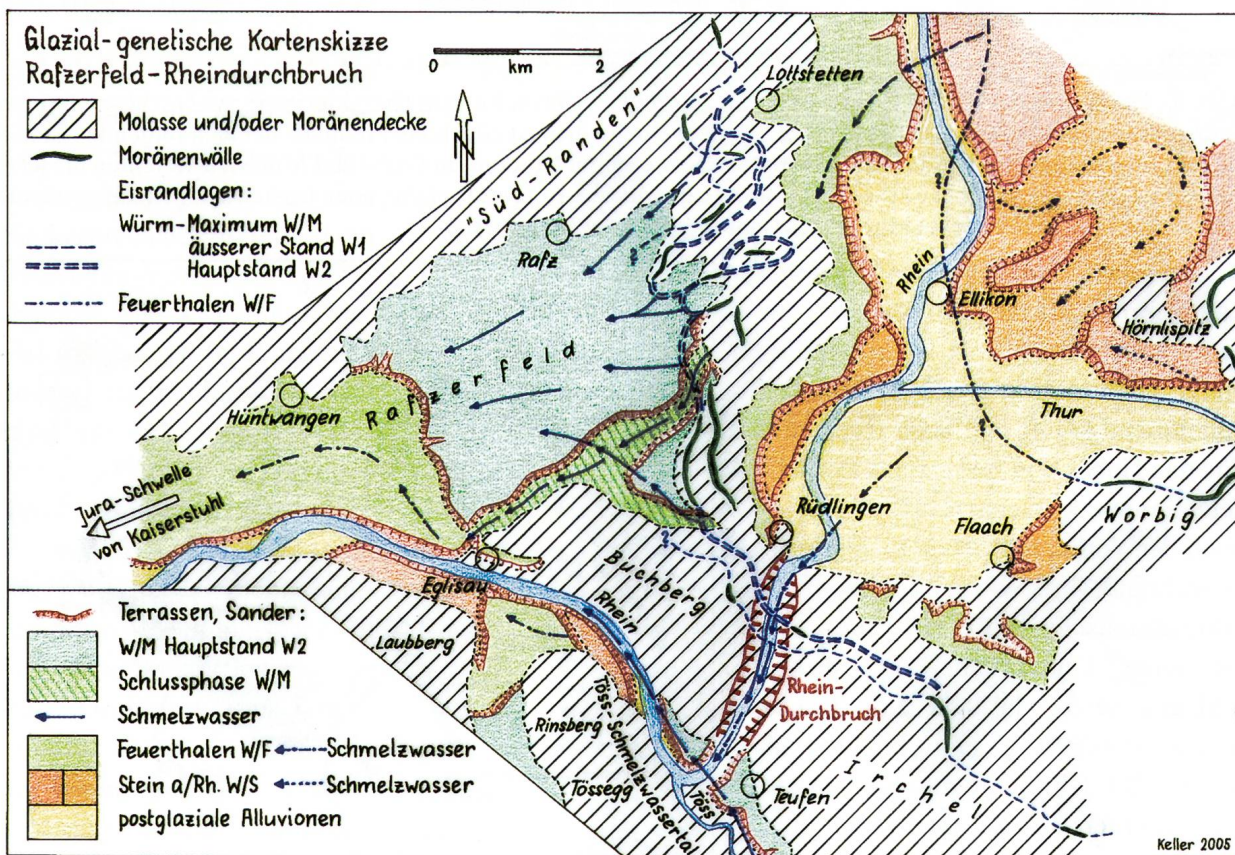 Glazial-genetische Kartenskizze
Rafzerfeld-Rheindurchbruch
0 km 2
N
Molasse und/oder Moränendecke
Moränenwälle
Eisrandlagen:
Würm-Maximum W/M
äusserer Stand W1
Hauptstand W2
Feuerthalen W/F
"Süd-Randen"
Lottstetten
Rafz
Rhein
Ellikon
Hörnlispitz
Rafzerfeld
Hüntwangen
Thur
Jura-Schwelle
von Kaiserstuhl
Rüdlingen
Flaach
Worbig
Buchberg
Eglisau
Rhein
Laubberg
Rhein-
Durchbruch
Rinsberg
Töss-Schmelzwassertal
Tössegg
Töss
Teufen
Irchel
?
?
?
?
Terrassen, Sander:
W/M Hauptstand W2
Schlussphase W/M
Schmelzwasser
Feuerthalen W/F Schmelzwasser
Stein a/Rh. W/S Schmelzwasser
postglaziale Alluvionen
Keller 2005